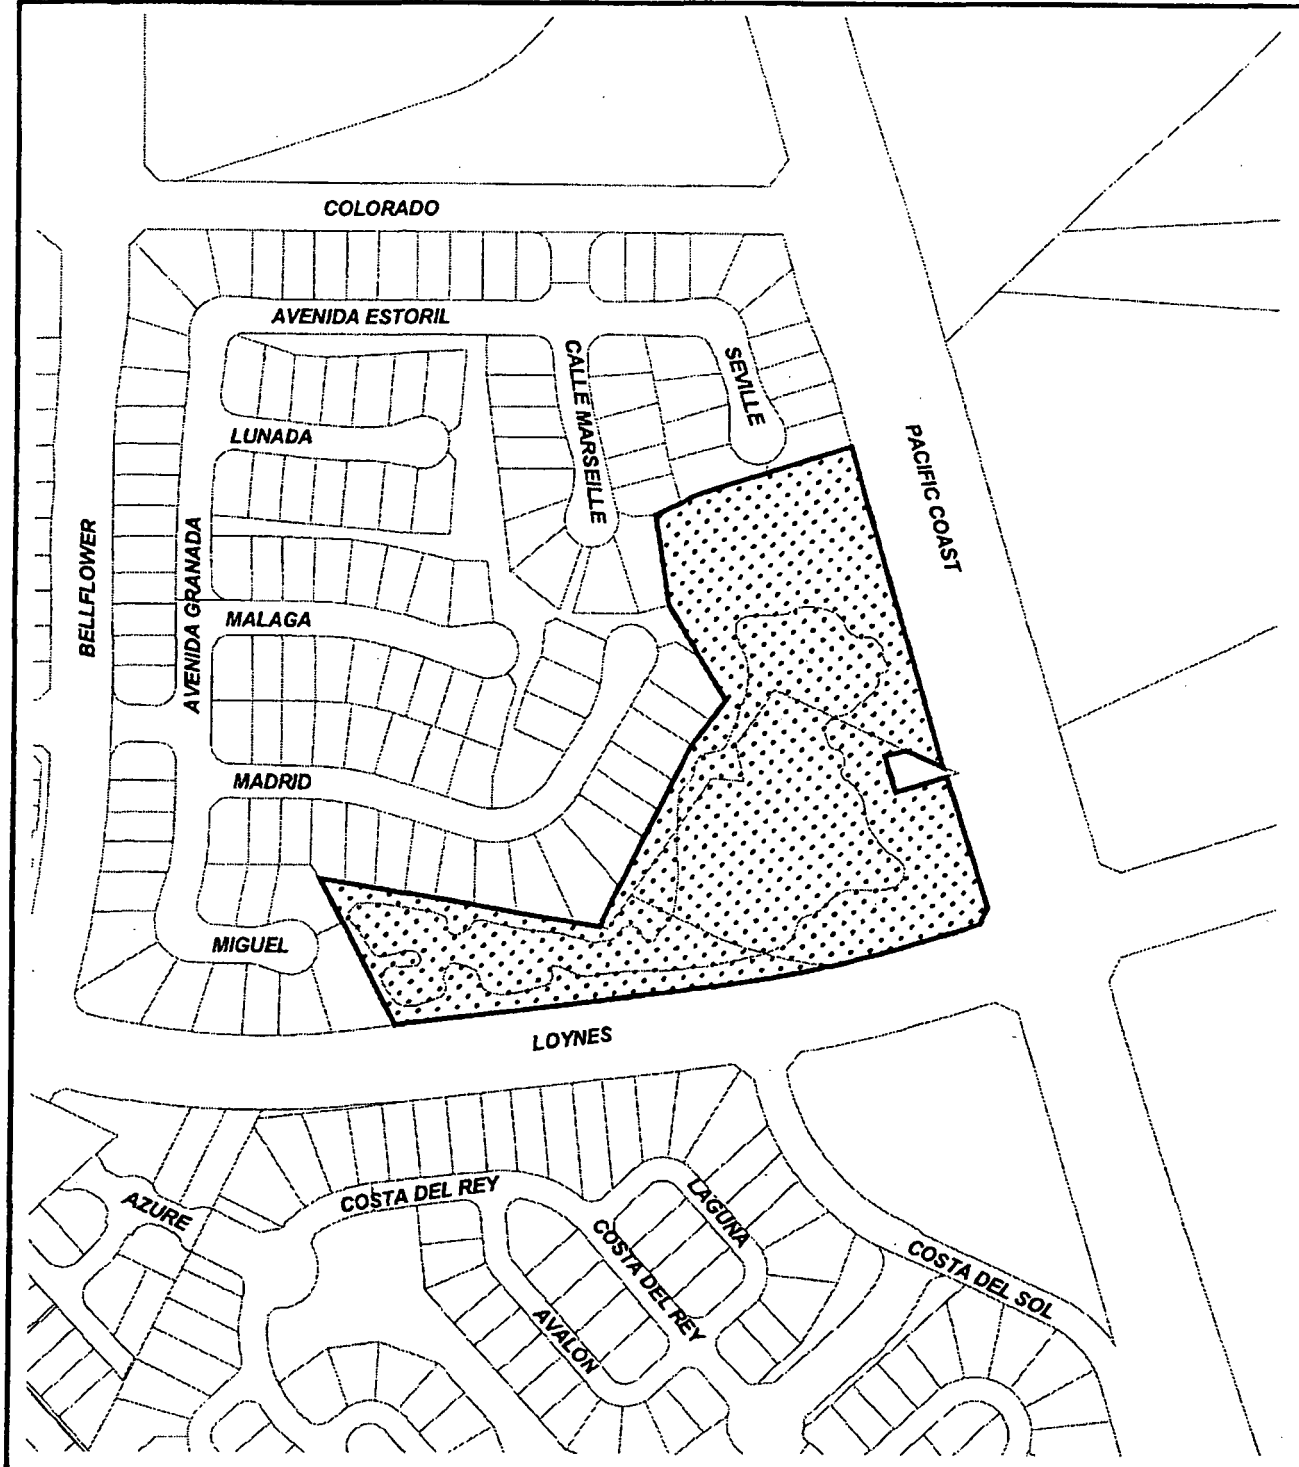 COLORADO
AVENIDA ESTORIL
CALLE MARSEILLE
SEVILLE
LUNADA
PACIFIC COAST
BELLFLOWER
AVENIDA GRANADA
MALAGA
MADRID
MIGUEL
LOYNES
AZURE
COSTA DEL REY
LAGUNA
COSTA DEL REY
COSTA DEL SOL
AVALON